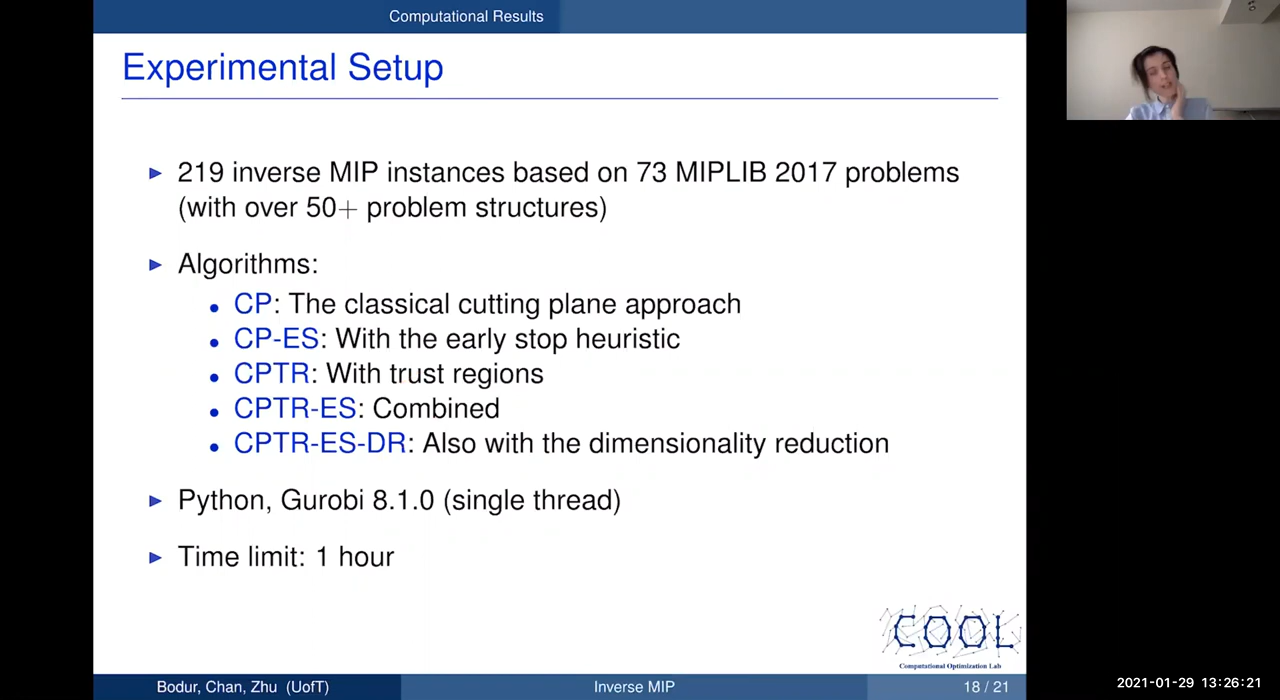 Computational Results
Experimental Setup
► 219 inverse MIP instances based on 73 MIPLIB 2017 problems
(with over 50+ problem structures)
► Algorithms:
• CP: The classical cutting plane approach
• CP-ES: With the early stop heuristic
• CPTR: With trust regions
• CPTR-ES: Combined
• CPTR-ES-DR: Also with the dimensionality reduction
► Python, Gurobi 8.1.0 (single thread)
► Time limit: 1 hour
COOL
Computational Optimization Lab
Bodur, Chan, Zhu (UofT)
Inverse MIP
18 / 21
2021-01-29 13:26:21